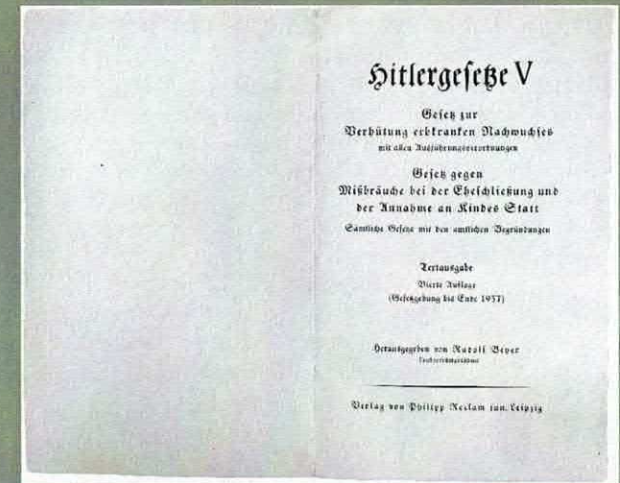 Hitlergesetze V
Gesetz zur
Verhütung erbkranken Nachwuchses
mit allen Ausführungsverordnungen
Gesetz gegen
Mißbräuche bei der Eheschließung und
der Annahme an Kindes Statt
Sämtliche Gesetze mit den amtlichen Begründungen
Textausgabe
Vierte Auflage
(Gesetzgebung bis Ende 1937)
Herausgegeben von Rudolf Beyer
Verlag von Philipp Reclam jun. Leipzig